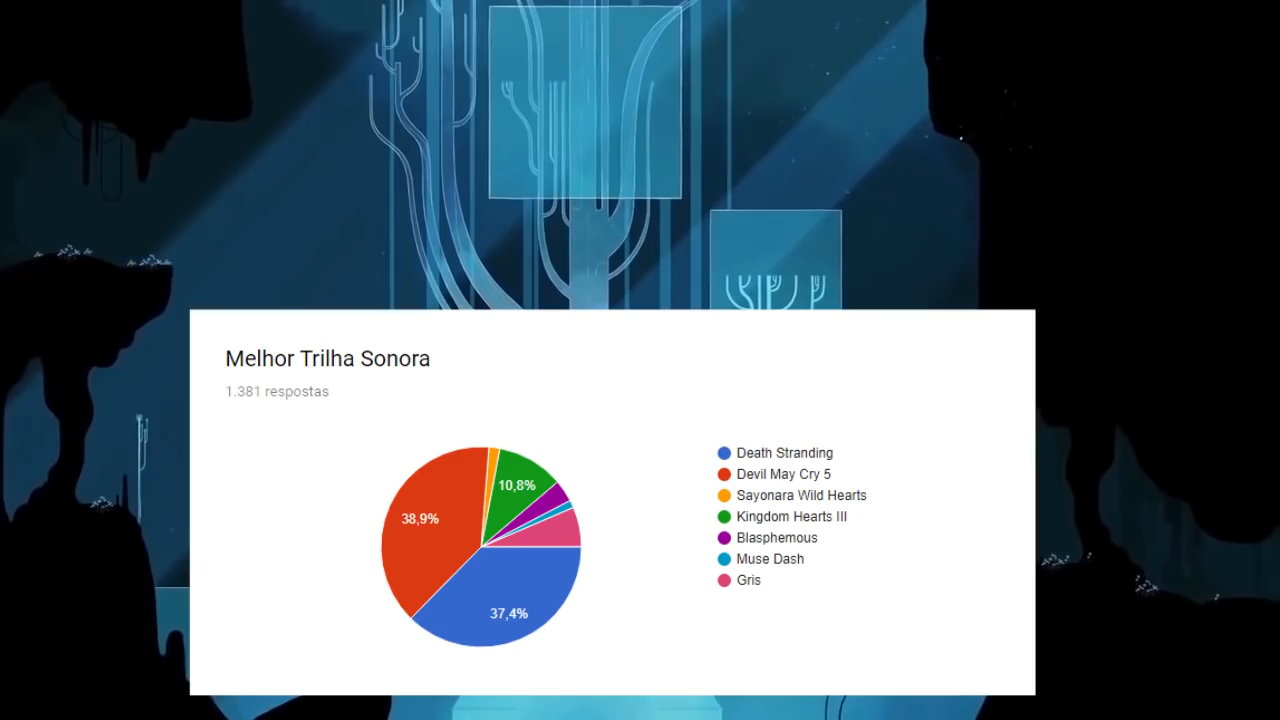 Melhor Trilha Sonora
1.381 respostas
38,9%
10,8%
37,4%
Death Stranding
Devil May Cry 5
Sayonara Wild Hearts
Kingdom Hearts III
Blasphemous
Muse Dash
Gris